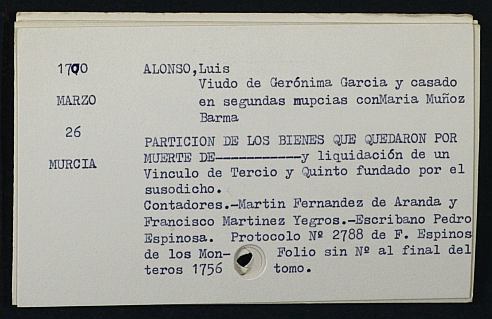 1700 ALONSO,Luis
Viudo de Gerónima Garcia y casado
MARZO en segundas mupcias conMaria Muñoz
Barma
26
PARTICION DE LOS BIENES QUE QUEDARON POR
MURCIA MUERTE DE-----------y liquidación de un
Vinculo de Tercio y Quinto fundado por el
susodicho.
Contadores.-Martin Fernandez de Aranda y
Francisco Martinez Yegros.-Escribano Pedro
Espinosa. Protocolo Nº 2788 de F. Espinos
de los Mon- Folio sin Nº al final del
teros 1756 tomo.